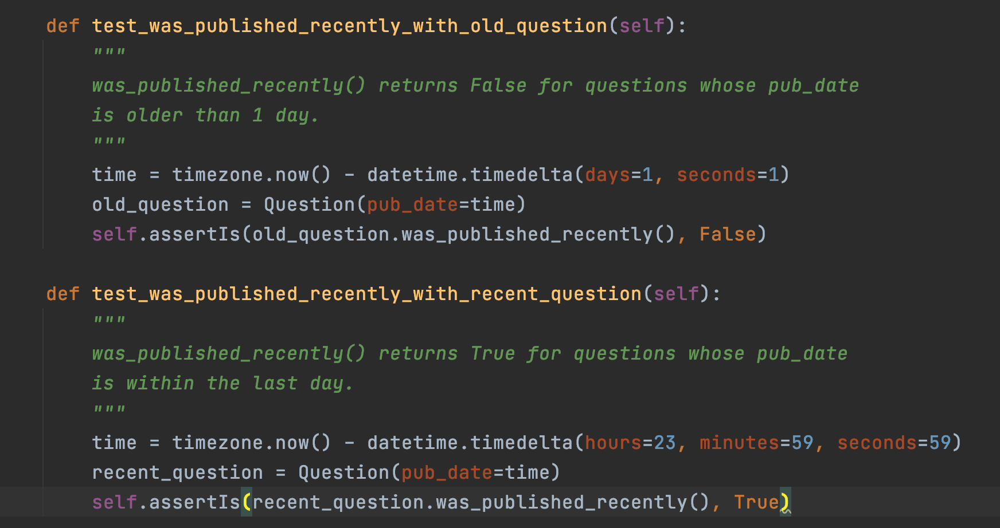 def test_was_published_recently_with_old_question(self):
    """
    was_published_recently() returns False for questions whose pub_date
    is older than 1 day.
    """
    time = timezone.now() - datetime.timedelta(days=1, seconds=1)
    old_question = Question(pub_date=time)
    self.assertIs(old_question.was_published_recently(), False)

def test_was_published_recently_with_recent_question(self):
    """
    was_published_recently() returns True for questions whose pub_date
    is within the last day.
    """
    time = timezone.now() - datetime.timedelta(hours=23, minutes=59, seconds=59)
    recent_question = Question(pub_date=time)
    self.assertIs(recent_question.was_published_recently(), True)